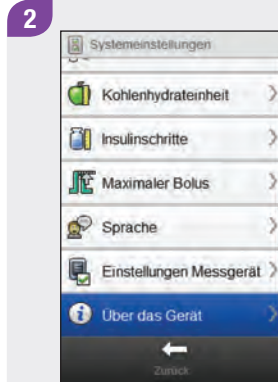 2
Systemeinstellungen
Kohlenhydrateinheit
Insulinschritte
Maximaler Bolus
Sprache
Einstellungen Messgerät
Über das Gerät
Zurück